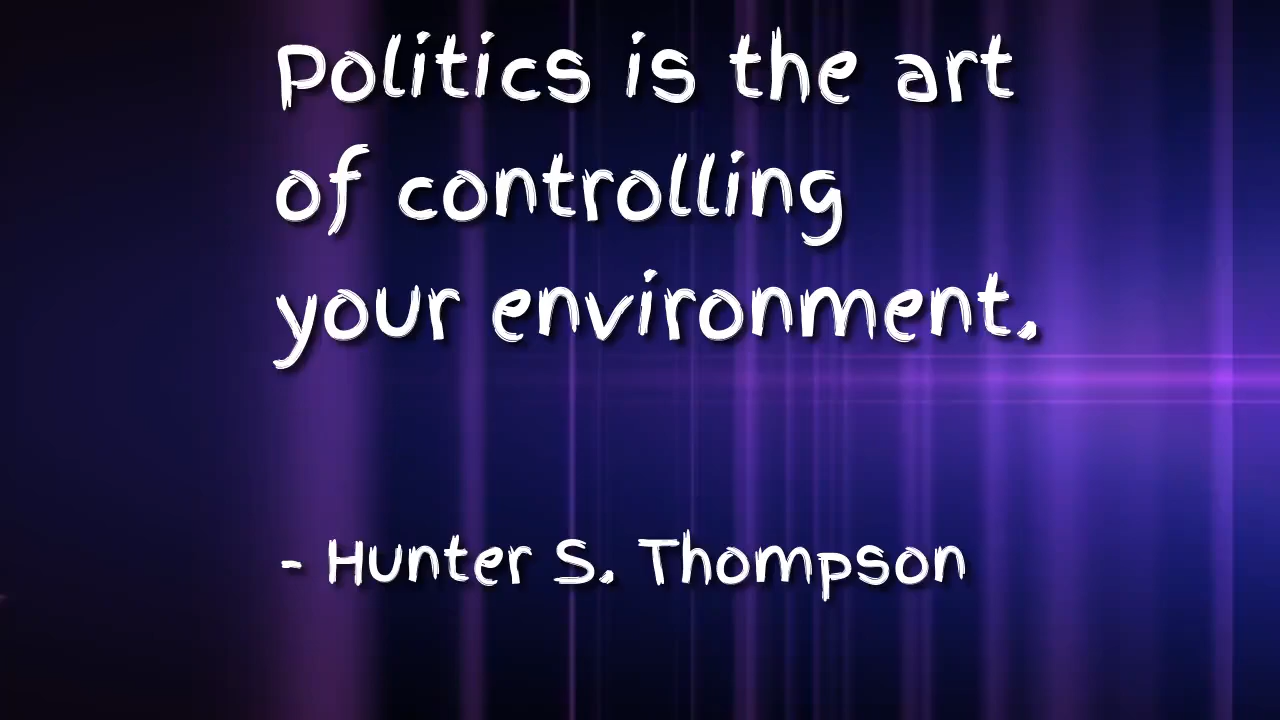 Politics is the art
of controlling
your environment.
- Hunter S. Thompson